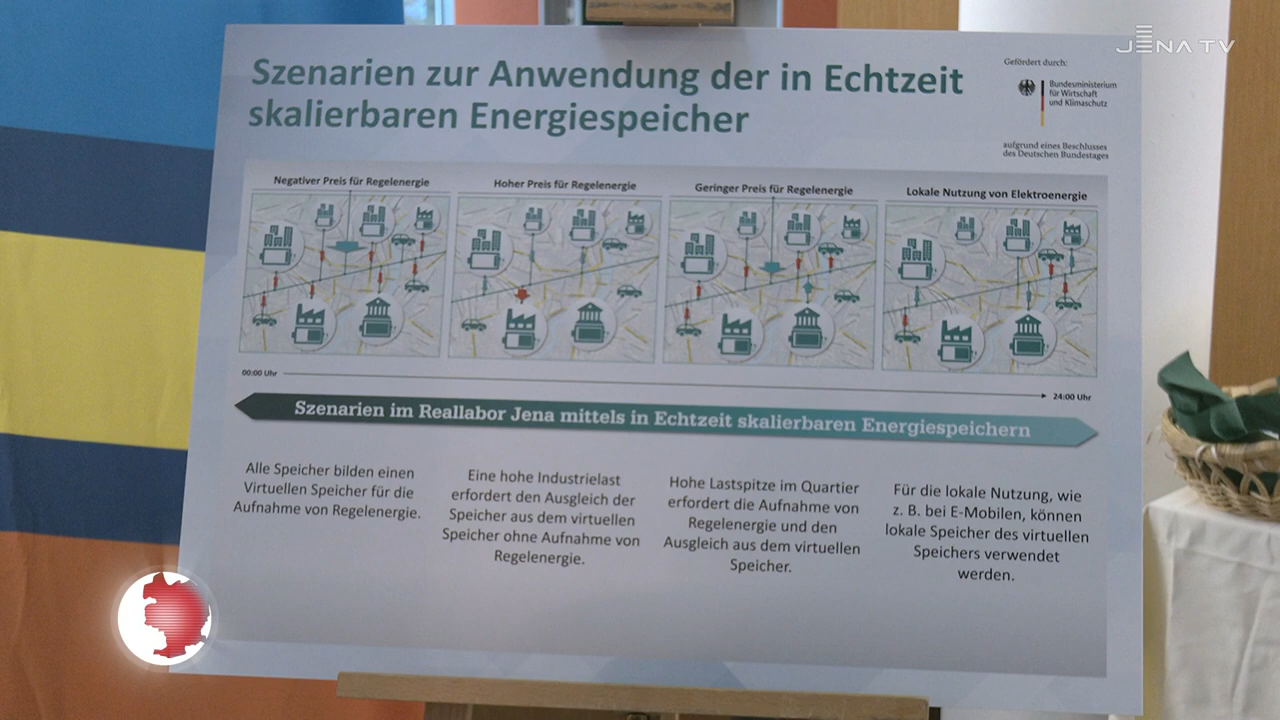 JENA TV
Szenarien zur Anwendung der in Echtzeit
skalierbaren Energiespeicher
Gefördert durch:
Bundesministerium
für Wirtschaft
und Klimaschutz
aufgrund eines Beschlusses
des Deutschen Bundestages
Negativer Preis für Regelenergie
Hoher Preis für Regelenergie
Geringer Preis für Regelenergie
Lokale Nutzung von Elektroenergie
00:00 Uhr
24:00 Uhr
Szenarien im Reallabor Jena mittels in Echtzeit skalierbaren Energiespeichern
Alle Speicher bilden einen
Virtuellen Speicher für die
Aufnahme von Regelenergie.
Eine hohe Industrielast
erfordert den Ausgleich der
Speicher aus dem virtuellen
Speicher ohne Aufnahme von
Regelenergie.
Hohe Lastspitze im Quartier
erfordert die Aufnahme von
Regelenergie und den
Ausgleich aus dem virtuellen
Speicher.
Für die lokale Nutzung, wie
z. B. bei E-Mobilen, können
lokale Speicher des virtuellen
Speichers verwendet
werden.